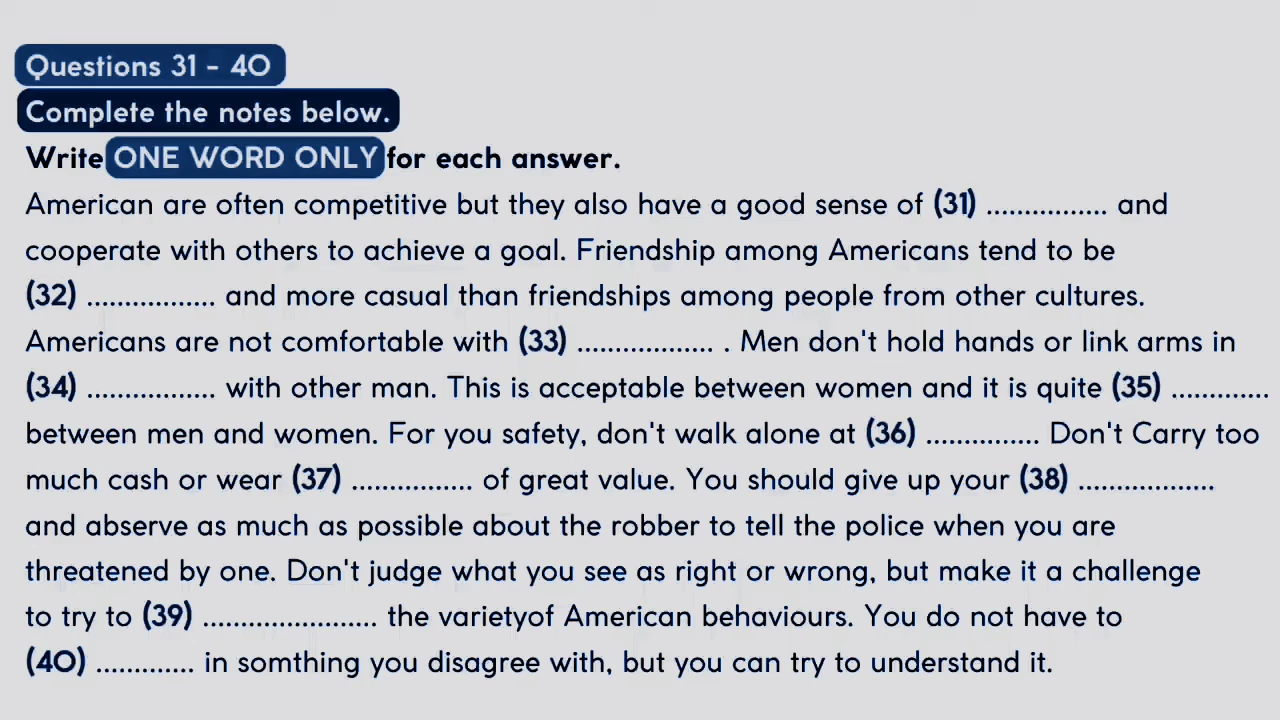 Questions 31 - 40
Complete the notes below.
Write ONE WORD ONLY for each answer.
American are often competitive but they also have a good sense of (31) ................ and
cooperate with others to achieve a goal. Friendship among Americans tend to be
(32) ................. and more casual than friendships among people from other cultures.
Americans are not comfortable with (33) .................. . Men don't hold hands or link arms in
(34) ................. with other man. This is acceptable between women and it is quite (35) .............
between men and women. For you safety, don't walk alone at (36) ............... Don't Carry too
much cash or wear (37) ................ of great value. You should give up your (38) ..................
and abserve as much as possible about the robber to tell the police when you are
threatened by one. Don't judge what you see as right or wrong, but make it a challenge
to try to (39) ....................... the varietyof American behaviours. You do not have to
(40) ............. in somthing you disagree with, but you can try to understand it.